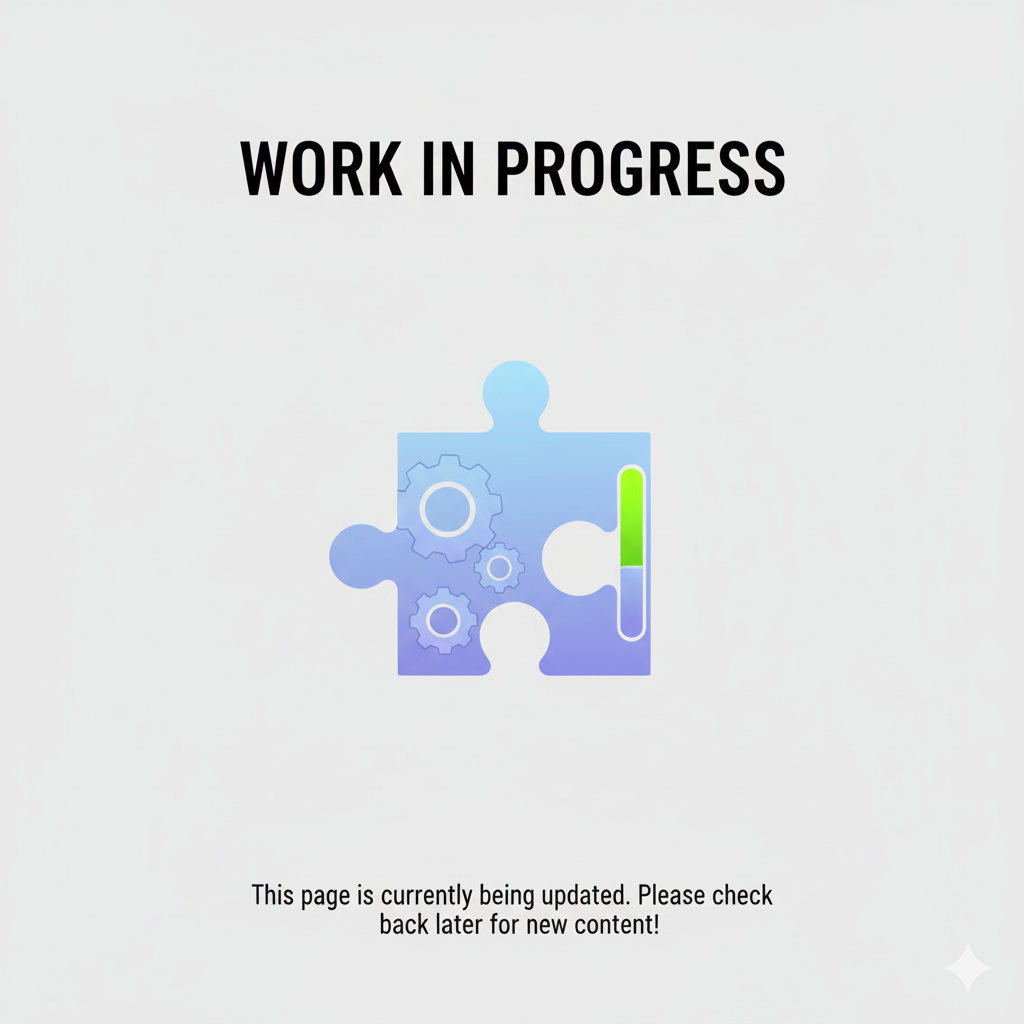 WORK IN PROGRESS
This page is currently being updated. Please check
back later for new content!